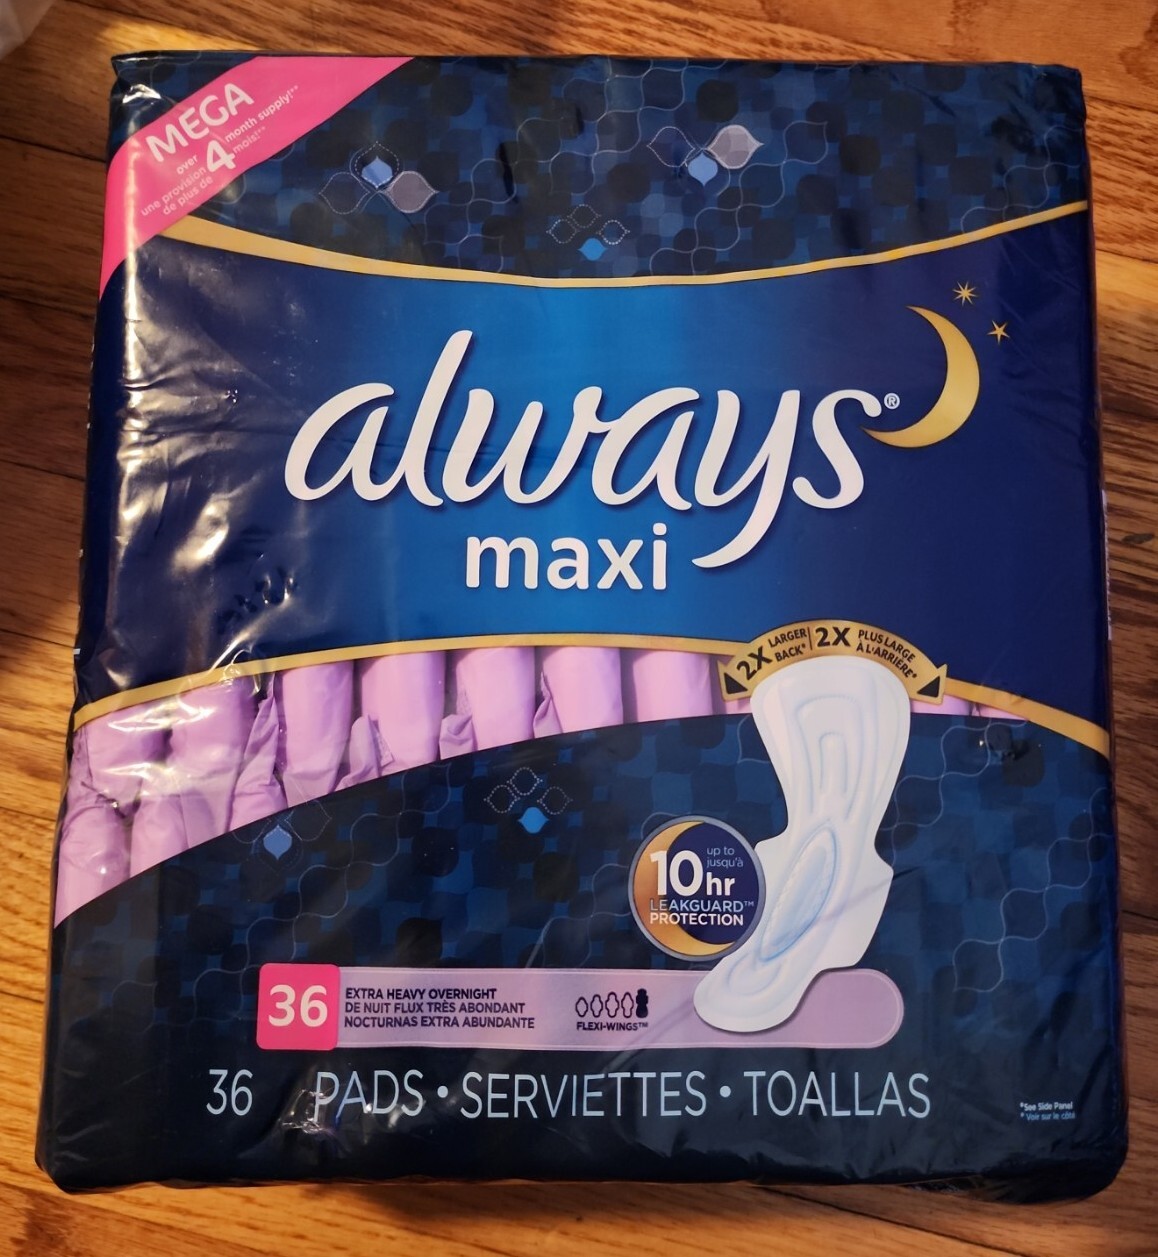 MEGA
over 4 month supply!**
une provision de plus de 4 mois!**
always®
maxi
2X LARGER BACK*
2X PLUS LARGE À L'ARRIÈRE*
up to
jusqu'à
10hr
LEAKGUARD™
PROTECTION
36
EXTRA HEAVY OVERNIGHT
DE NUIT FLUX TRÈS ABONDANT
NOCTURNAS EXTRA ABUNDANTE
FLEXI-WINGS™
36 PADS • SERVIETTES • TOALLAS
*See Side Panel
*Voir sur le côté